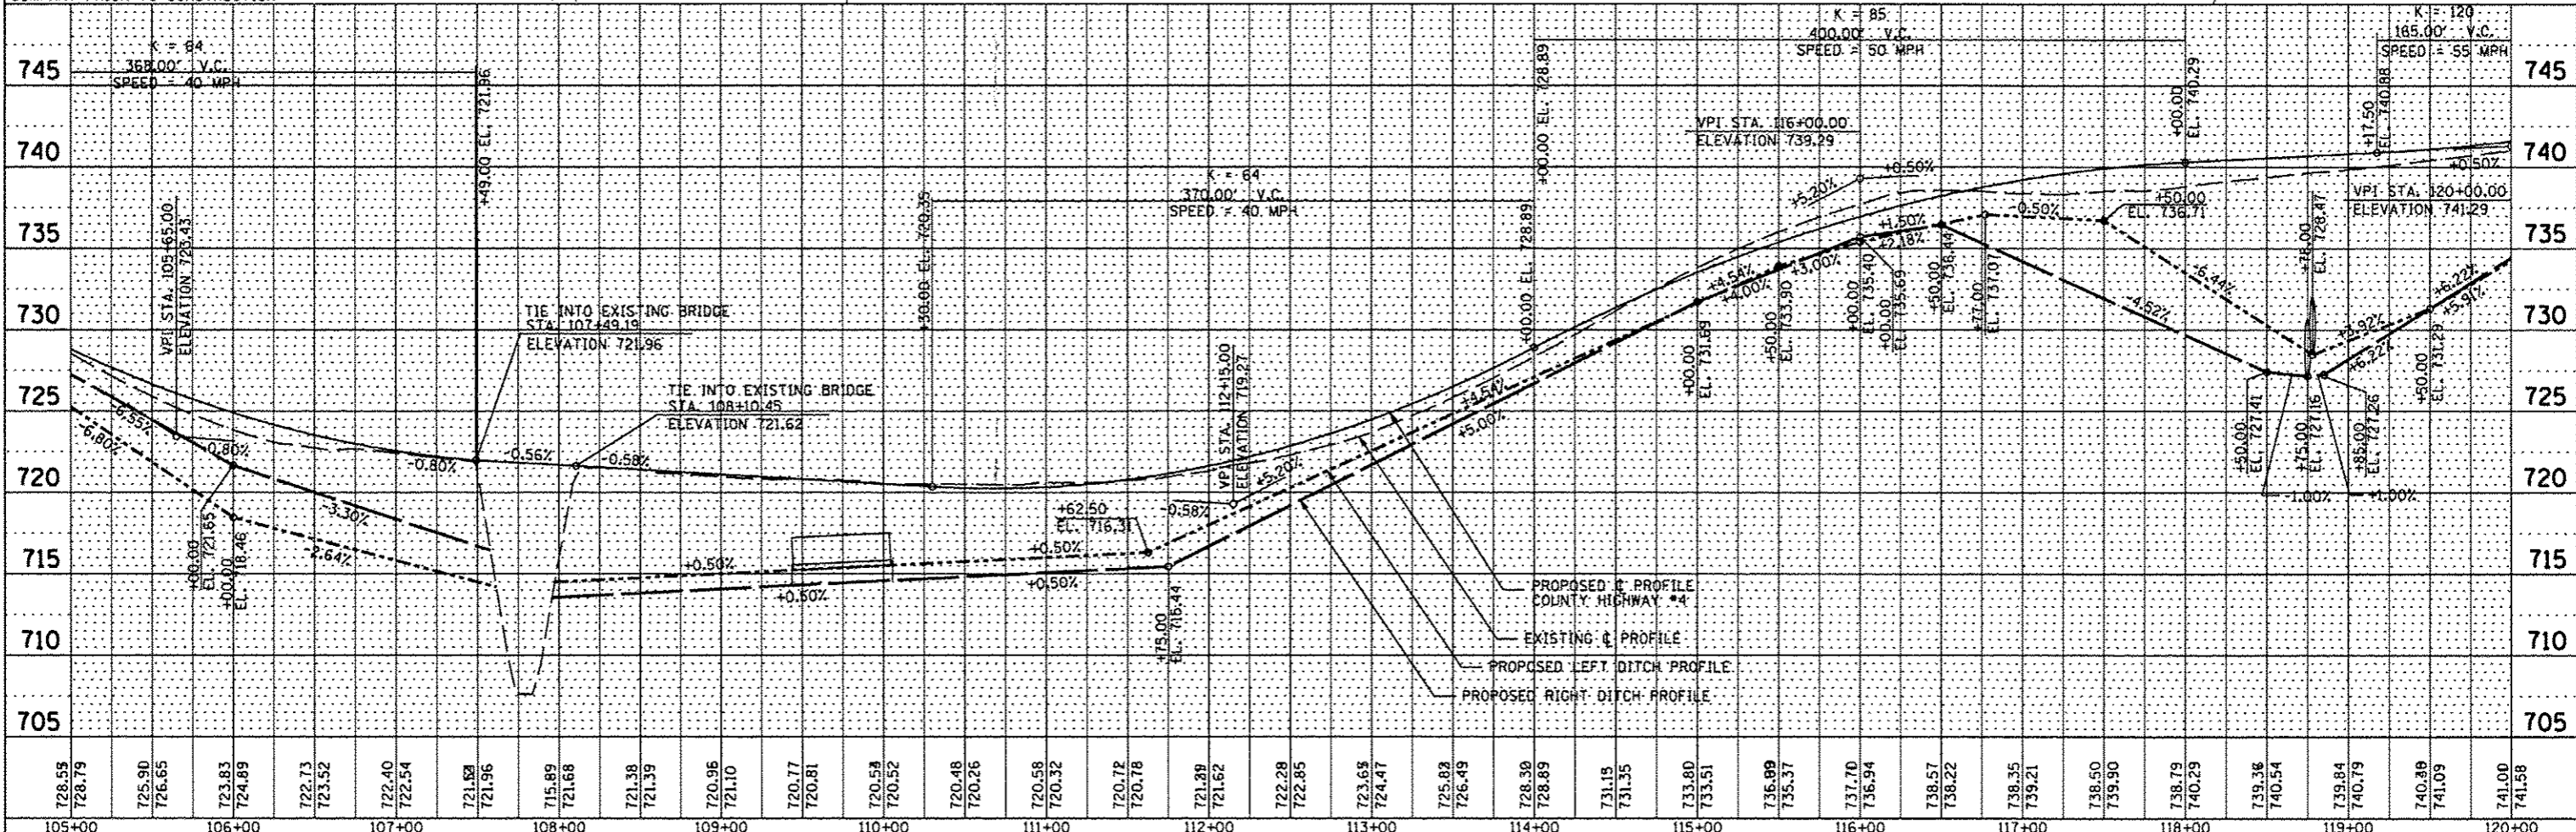 K = 64
368.00' V.C.
SPEED = 40 MPH
+49.00 EL. 721.96
VPI STA. 105+65.00
ELEVATION 723.43
TIE INTO EXISTING BRIDGE
STA. 107+49.19
ELEVATION 721.96
TIE INTO EXISTING BRIDGE
STA. 108+10.45
ELEVATION 721.62
+30.00 EL. 720.35
K = 64
370.00' V.C.
SPEED = 40 MPH
+00.00 EL. 728.89
+00.00 EL. 728.89
VPI STA. 112+15.00
ELEVATION 719.27
K = 85
400.00' V.C.
SPEED = 50 MPH
VPI STA. 116+00.00
ELEVATION 739.29
+00.00
EL. 740.29
K = 120
165.00' V.C.
SPEED = 55 MPH
+17.50
EL. 740.88
VPI STA. 120+00.00
ELEVATION 741.29
745
740
735
730
725
720
715
710
705
745
740
735
730
725
720
715
710
705
-6.55%
-6.80%
-0.80%
-3.30%
-2.64%
-0.80%
-0.56%
-0.58%
+00.00
EL. 721.65
+00.00
EL. 718.46
+0.50%
+0.50%
+0.50%
+0.50%
+62.50
EL. 716.31
-0.58%
+5.20%
+75.00
EL. 715.44
+4.54%
+5.00%
+4.54%
+4.00%
+3.00%
+5.20%
+0.50%
+1.50%
+2.18%
+00.00
EL. 731.69
+50.00
EL. 733.90
+00.00
EL. 735.40
+00.00
EL. 735.69
+50.00
EL. 736.44
+77.00
EL. 737.07
-0.50%
+50.00
EL. 736.71
-6.44%
-4.52%
+78.00
EL. 728.47
+0.50%
+3.92%
+6.22%
+6.22%
+5.91%
+50.00
EL. 727.41
+75.00
EL. 727.16
+85.00
EL. 727.26
+50.00
EL. 731.29
-1.00%
+1.00%
PROPOSED ℄ PROFILE
COUNTY HIGHWAY #4
EXISTING ℄ PROFILE
PROPOSED LEFT DITCH PROFILE
PROPOSED RIGHT DITCH PROFILE
728.79
725.90
726.65
723.83
724.89
722.73
723.52
722.40
722.54
721.96
715.89
721.68
721.38
721.39
720.96
721.10
720.77
720.81
720.52
720.48
720.26
720.58
720.32
720.72
720.78
721.62
722.28
722.85
724.47
726.49
728.30
728.89
731.15
731.35
733.80
733.51
735.37
737.70
736.94
738.57
738.22
738.35
739.21
738.50
739.90
738.79
740.29
740.54
739.84
740.79
741.09
741.00
741.58
105+00
106+00
107+00
108+00
109+00
110+00
111+00
112+00
113+00
114+00
115+00
116+00
117+00
118+00
119+00
120+00